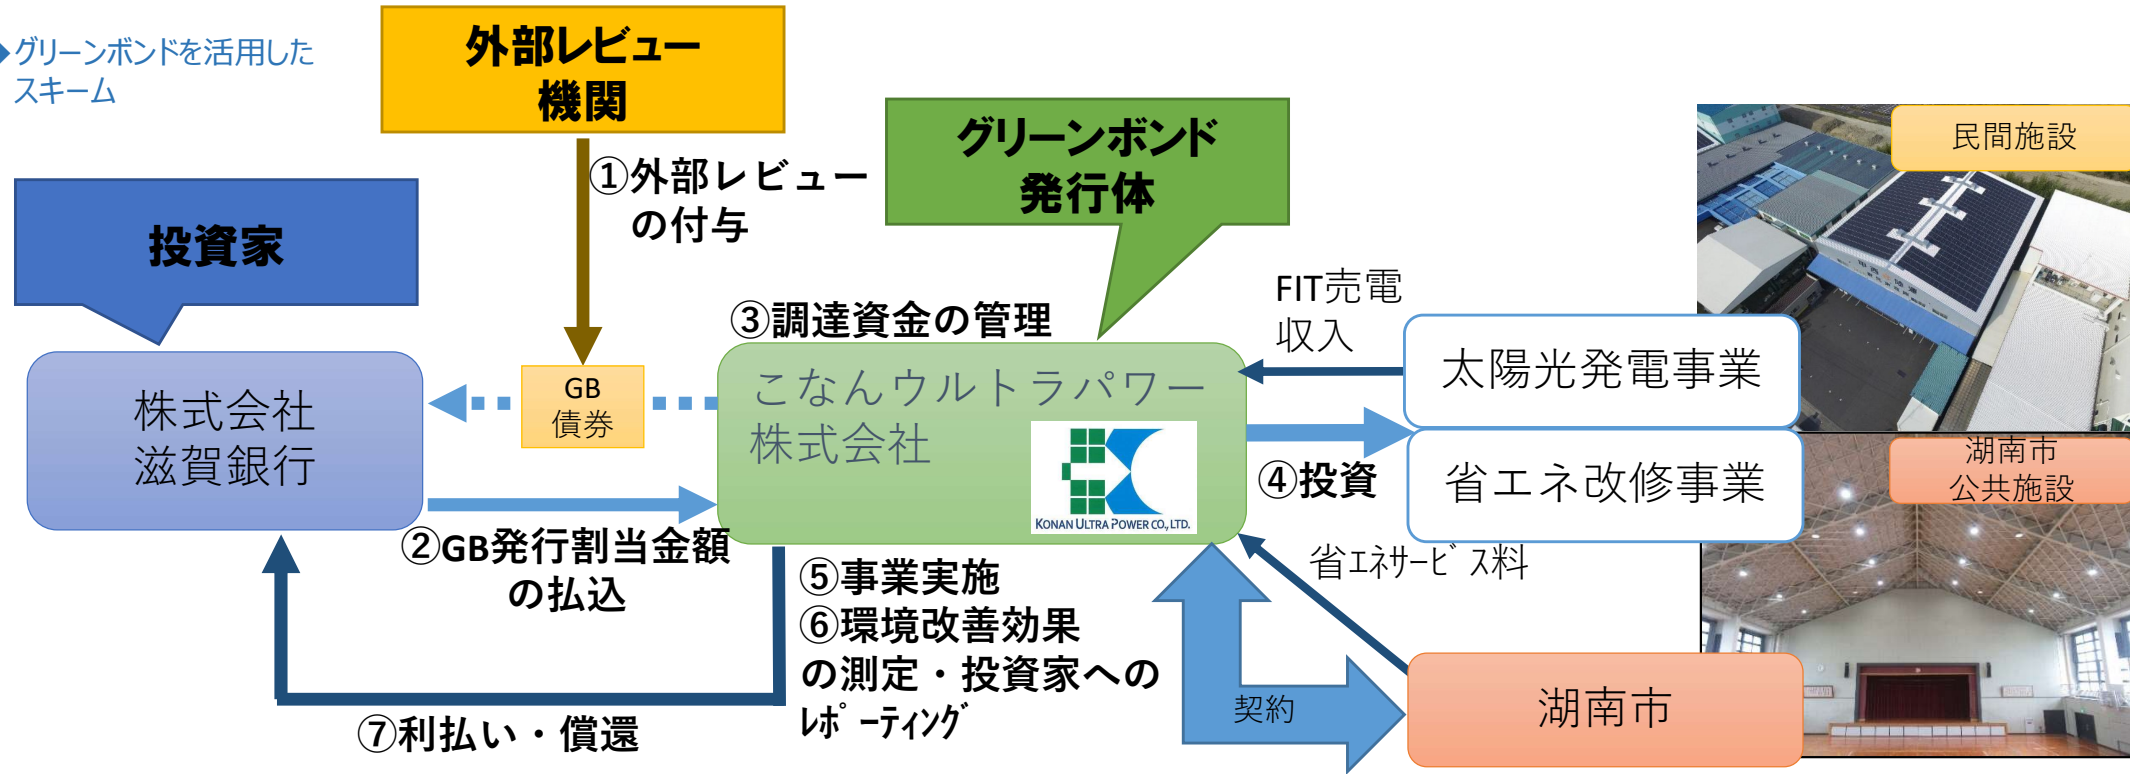 ◆グリーンボンドを活用した
スキーム
外部レビュー
機関
①外部レビュー
の付与
グリーンボンド
発行体
民間施設
投資家
③調達資金の管理
FIT売電
収入
株式会社
滋賀銀行
GB
債券
こなんウルトラパワー
株式会社
KONAN ULTRA POWER CO., LTD.
太陽光発電事業
④投資
省エネ改修事業
湖南市
公共施設
②GB発行割当金額
の払込
省エネサービス料
⑤事業実施
⑥環境改善効果
の測定・投資家への
レポーティング
契約
湖南市
⑦利払い・償還